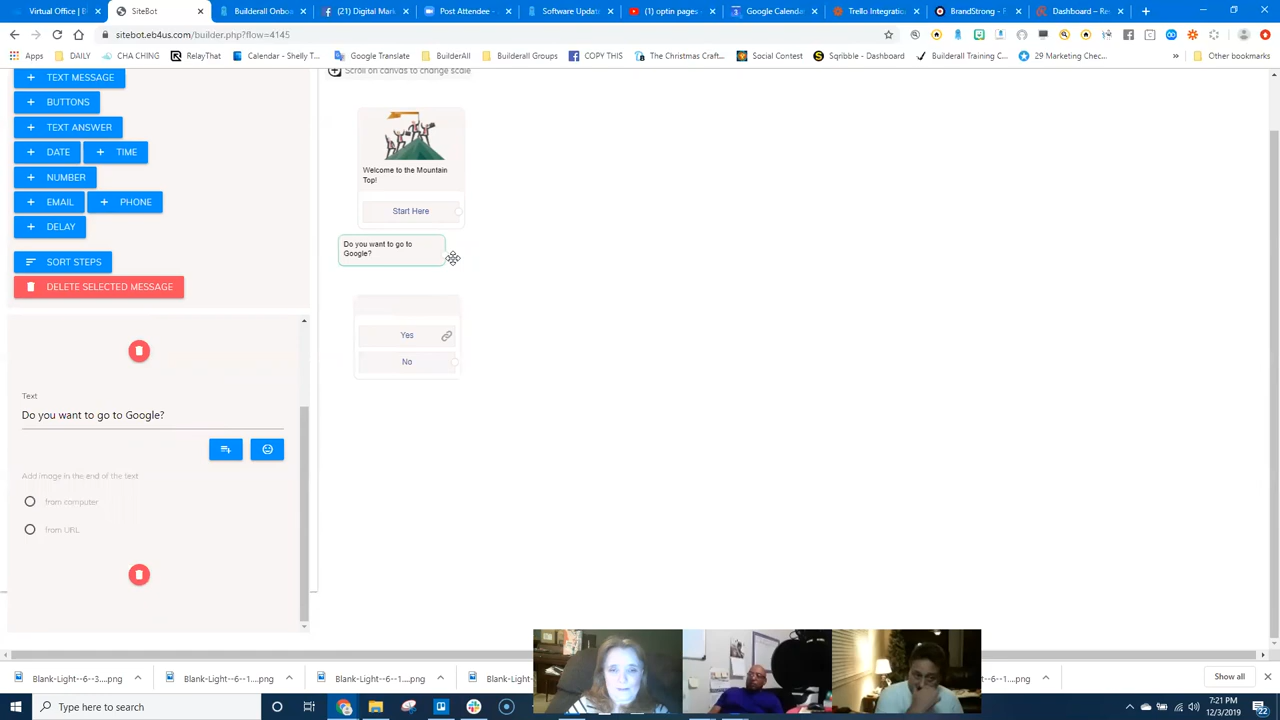 Virtual Office | B
SiteBot
Builderall Onbo
(21) Digital Mark
Post Attendee -
Software Update
(1) optin pages -
Google Calenda
Trello Integratio
BrandStrong - E
Dashboard – Re
sitebot.eb4us.com/builder.php?flow=4145
Apps
DAILY
CHA CHING
RelayThat
Calendar - Shelly T...
Google Translate
BuilderAll
Builderall Groups
COPY THIS
The Christmas Craft...
Social Contest
Sqribble - Dashboard
Builderall Training C...
29 Marketing Chec...
Other bookmarks
TEXT MESSAGE
BUTTONS
TEXT ANSWER
DATE
TIME
NUMBER
EMAIL
PHONE
DELAY
SORT STEPS
DELETE SELECTED MESSAGE
Scroll on canvas to change scale
Welcome to the Mountain
Top!
Start Here
Do you want to go to
Google?
Yes
No
Text
Do you want to go to Google?
Add image in the end of the text
from computer
from URL
Blank-Light--6--3....png
Blank-Light--6--1....png
Blank-Light--6--1....png
Blank-Ligh
--6--1....png
Show all
Type here to search
7:21 PM
12/3/2019
22